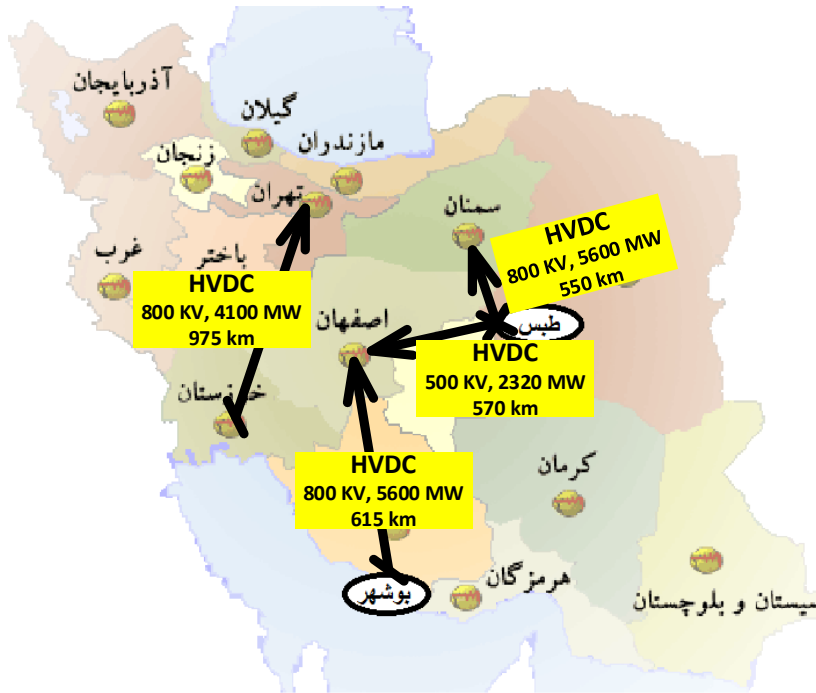 آذربایجان
گیلان
مازندران
زنجان
تهران
سمنان
غرب
باختر
HVDC
800 KV, 5600 MW
550 km
HVDC
800 KV, 4100 MW
975 km
اصفهان
طبس
HVDC
500 KV, 2320 MW
570 km
خوزستان
HVDC
800 KV, 5600 MW
615 km
کرمان
بوشهر
هرمزگان
سیستان و بلوچستان